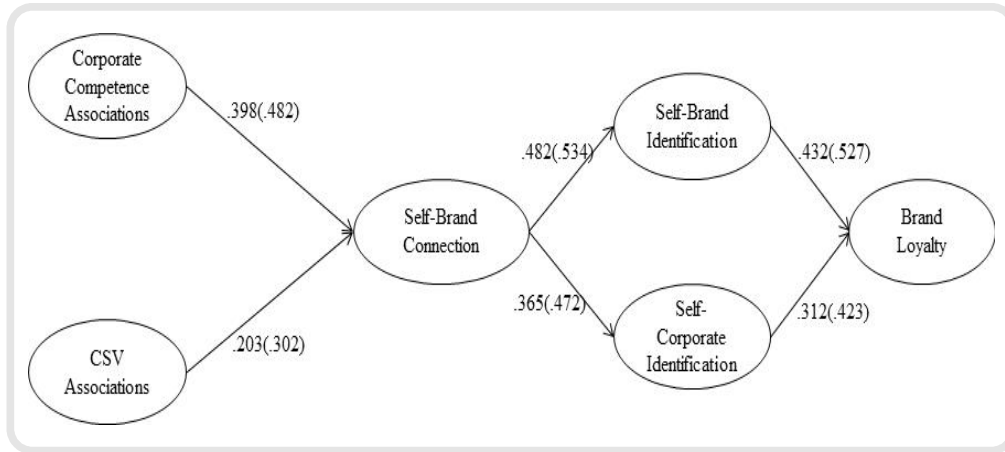 Corporate
Competence
Associations
.398(.482)
Self-Brand
Identification
.482(.534)
.432(.527)
Self-Brand
Connection
Brand
Loyalty
.365(.472)
.312(.423)
Self-
Corporate
Identification
.203(.302)
CSV
Associations